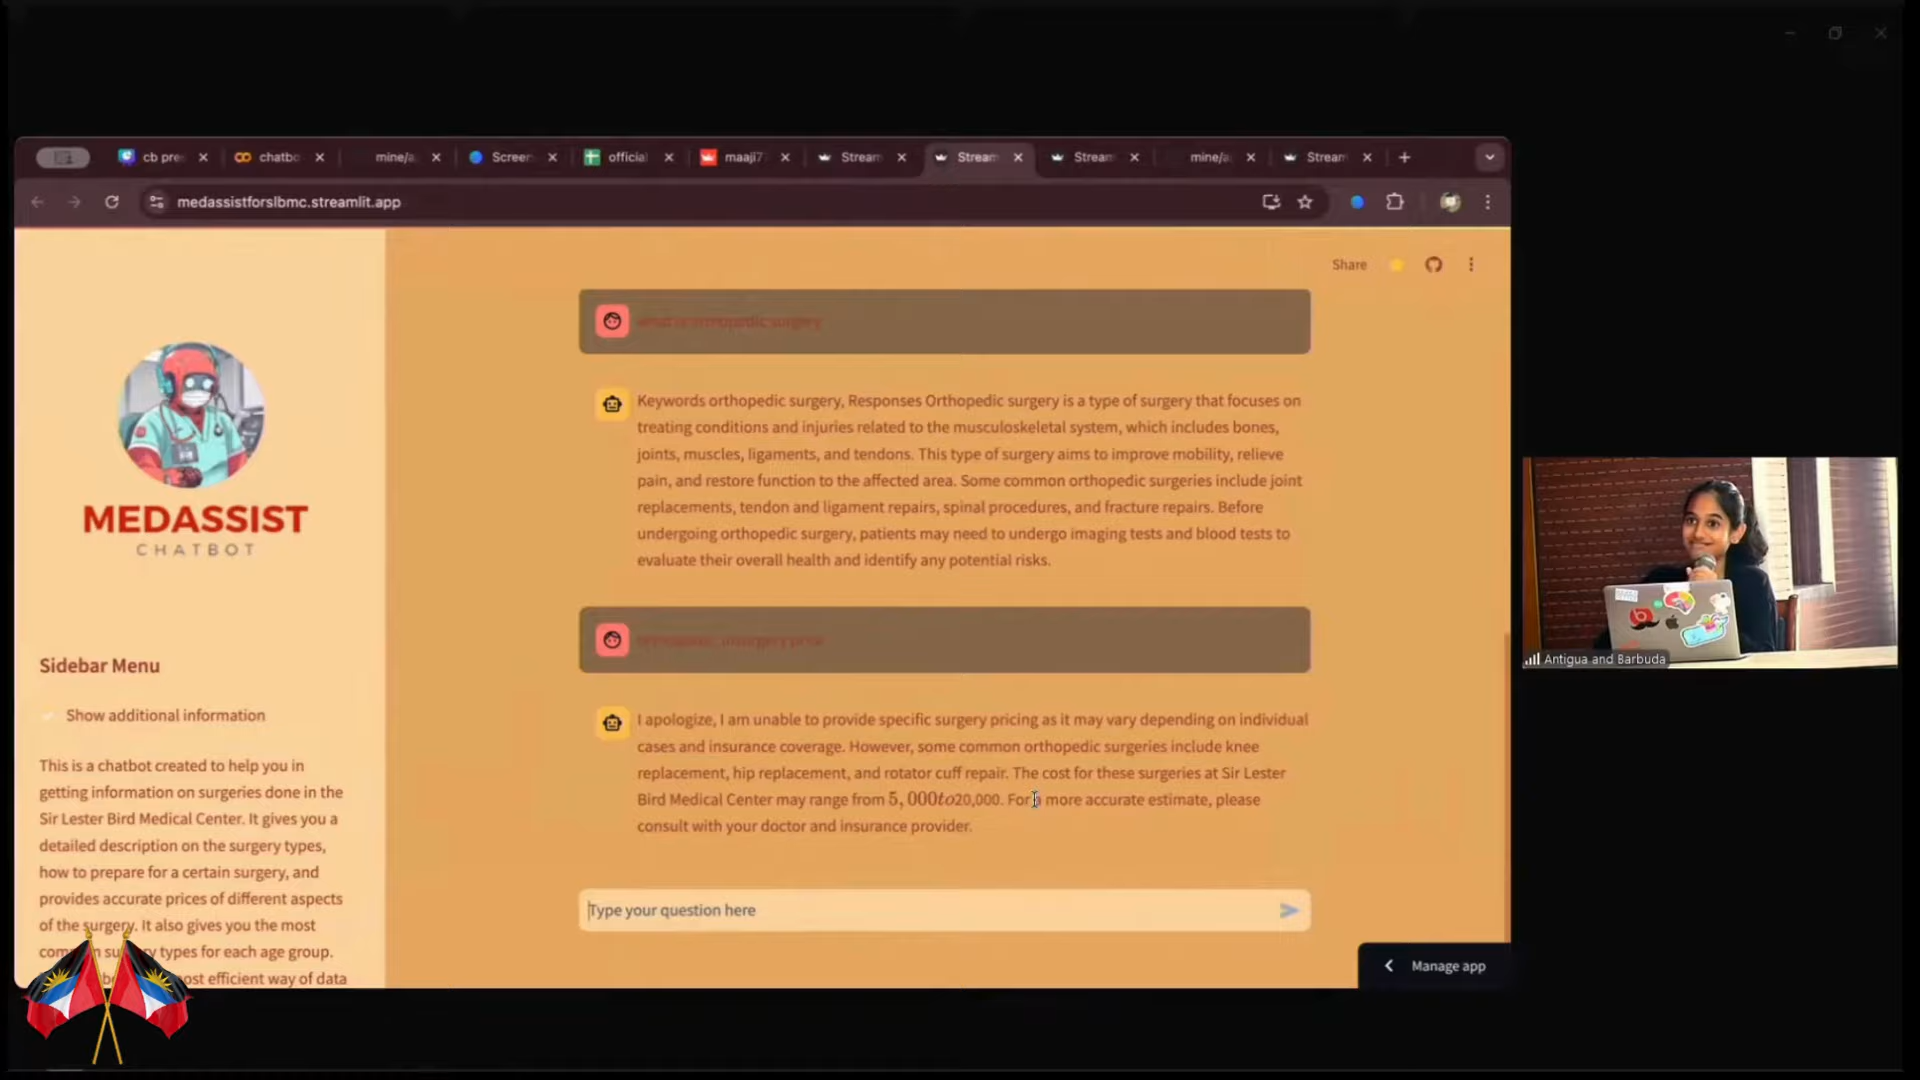 cb pre
chatbo
mine/a
Screen
official
maaji7
Stream
Stream
Stream
mine/a
Stream
medassistforslbmc.streamlit.app
Share
what is orthopedic surgery
Keywords orthopedic surgery, Responses Orthopedic surgery is a type of surgery that focuses on
treating conditions and injuries related to the musculoskeletal system, which includes bones,
joints, muscles, ligaments, and tendons. This type of surgery aims to improve mobility, relieve
pain, and restore function to the affected area. Some common orthopedic surgeries include joint
replacements, tendon and ligament repairs, spinal procedures, and fracture repairs. Before
undergoing orthopedic surgery, patients may need to undergo imaging tests and blood tests to
evaluate their overall health and identify any potential risks.
I apologize, I am unable to provide specific surgery pricing as it may vary depending on individual
cases and insurance coverage. However, some common orthopedic surgeries include knee
replacement, hip replacement, and rotator cuff repair. The cost for these surgeries at Sir Lester
Bird Medical Center may range from 5,000to20,000. For a more accurate estimate, please
consult with your doctor and insurance provider.
Type your question here
Manage app
MEDASSIST
CHATBOT
Sidebar Menu
Show additional information
This is a chatbot created to help you in
getting information on surgeries done in the
Sir Lester Bird Medical Center. It gives you a
detailed description on the surgery types,
how to prepare for a certain surgery, and
provides accurate prices of different aspects
of the surgery. It also gives you the most
types for each age group.
most efficient way of data
Antigua and Barbuda